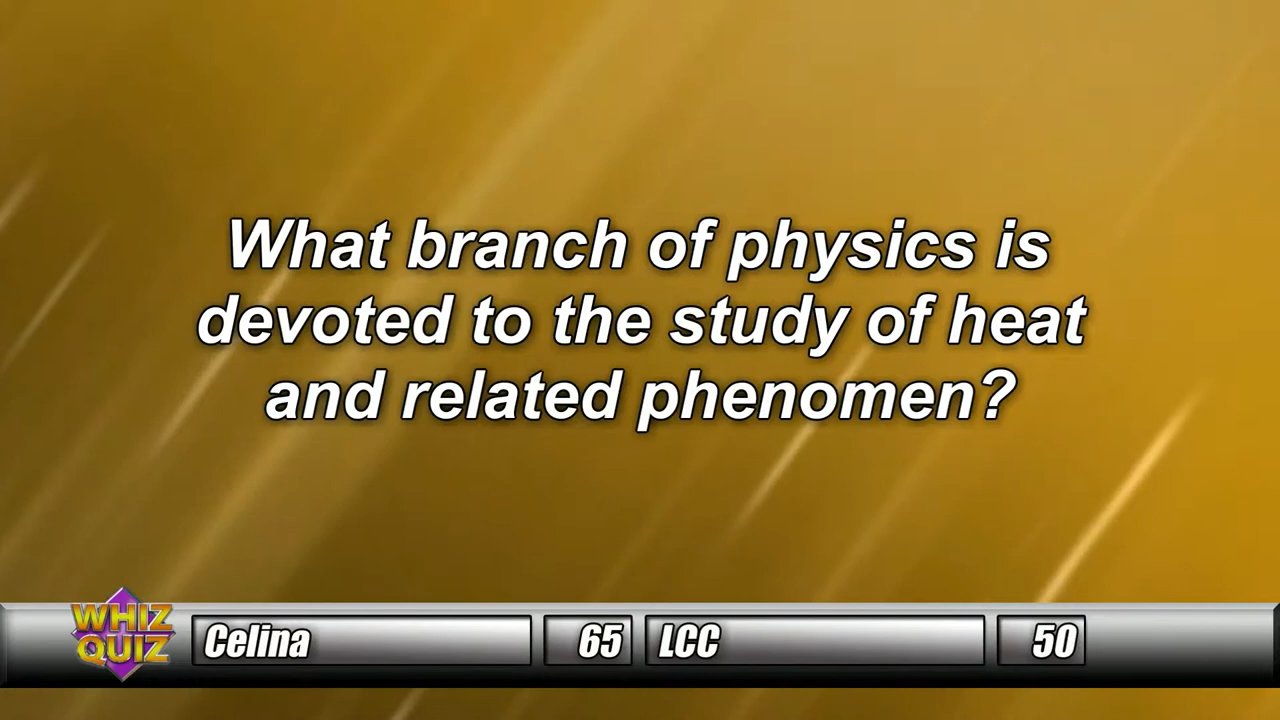 What branch of physics is
devoted to the study of heat
and related phenomen?
WHIZ
QUIZ
Celina 65 LCC 50